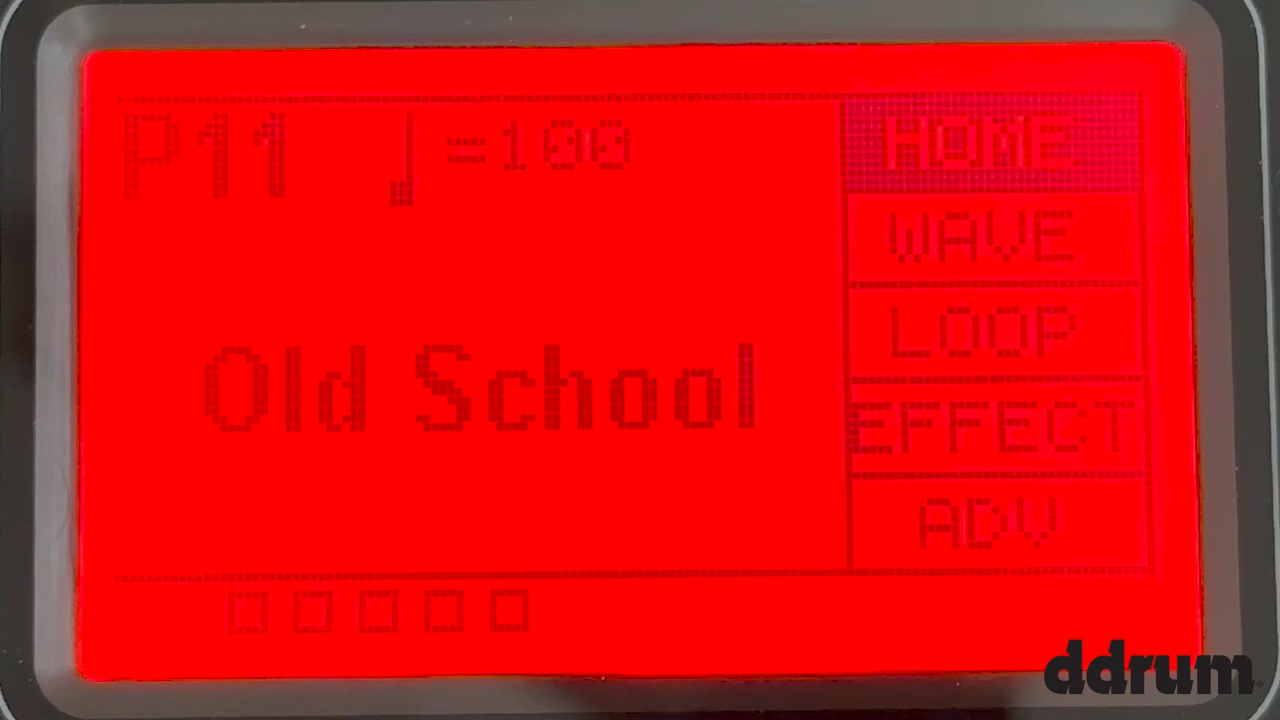 P11 ♩=100
HOME
WAVE
LOOP
Old School
EFFECT
ADV
ddrum®